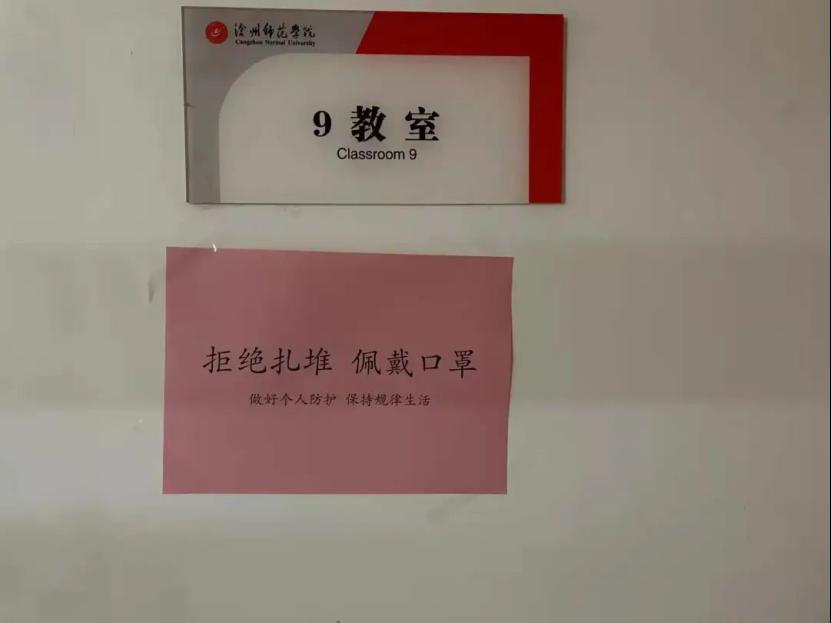 沧州师范学院
Cangzhou Normal University
9 教室
Classroom 9
拒绝扎堆 佩戴口罩
做好个人防护 保持规律生活